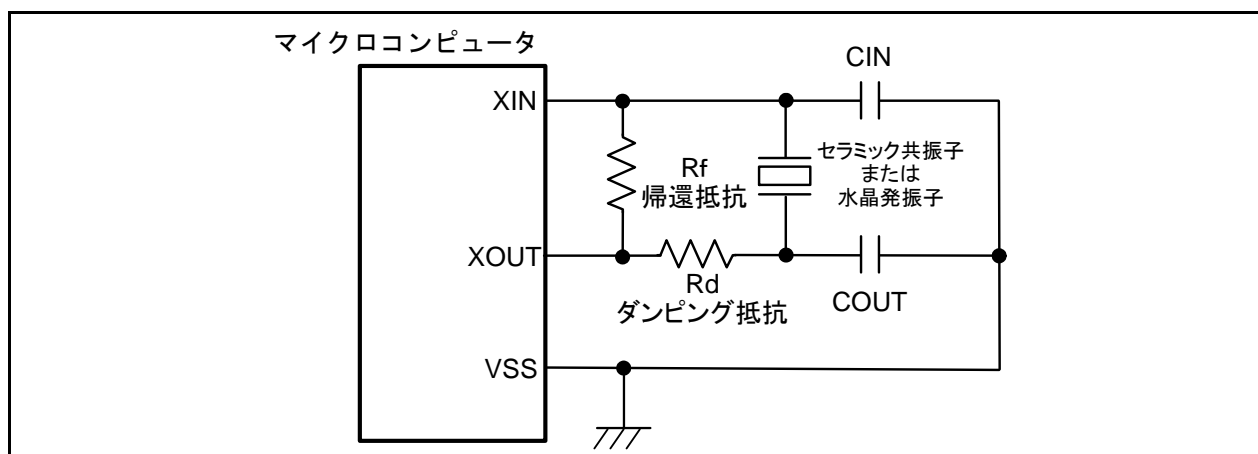 マイクロコンピュータ
CIN
XIN
セラミック共振子
または
水晶発振子
Rf
帰還抵抗
XOUT
Rd
ダンピング抵抗
COUT
VSS